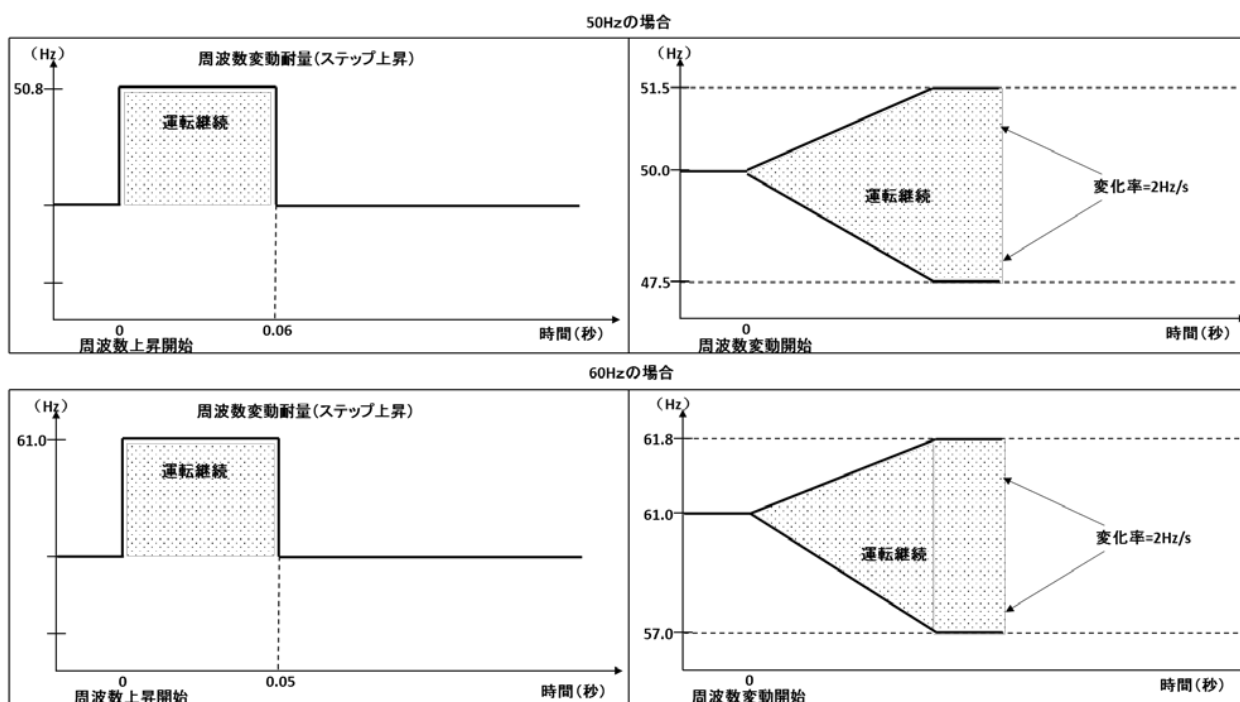 50Hzの場合
(Hz)
周波数変動耐量(ステップ上昇)
50.8
運転継続
0
0.06
時間(秒)
周波数上昇開始
(Hz)
51.5
50.0
運転継続
変化率=2Hz/s
47.5
0
時間(秒)
周波数変動開始
60Hzの場合
(Hz)
周波数変動耐量(ステップ上昇)
61.0
運転継続
0
0.05
時間(秒)
周波数上昇開始
(Hz)
61.8
61.0
変化率=2Hz/s
運転継続
57.0
0
時間(秒)
周波数変動開始